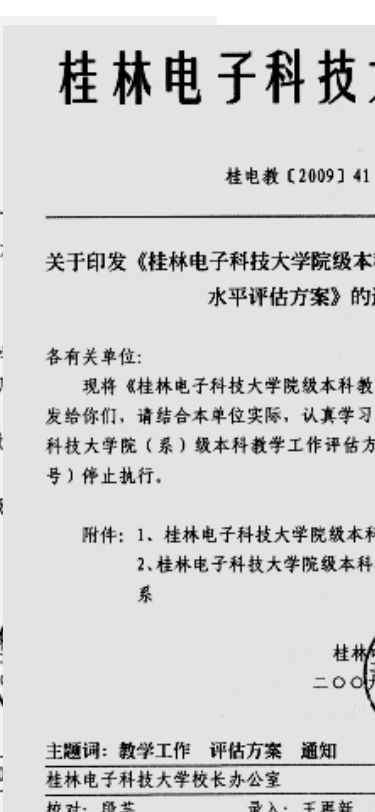 桂林电子科技
桂电教〔2009〕41
关于印发《桂林电子科技大学院级本科
水平评估方案》的通
各有关单位:
现将《桂林电子科技大学院级本科教
发给你们，请结合本单位实际，认真学习
科技大学院（系）级本科教学工作评估方
号）停止执行。
附件: 1、桂林电子科技大学院级本科
2、桂林电子科技大学院级本科
系
桂林
二〇〇
主题词: 教学工作 评估方案 通知
桂林电子科技大学校长办公室
校对: 段芸 录入: 王再新